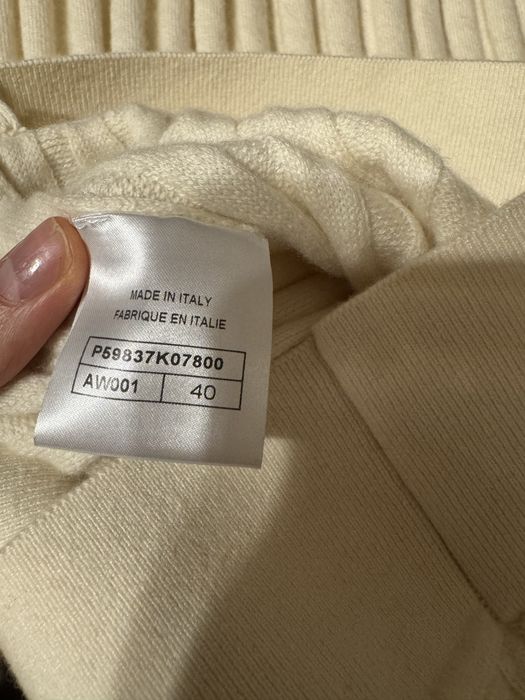 MADE IN ITALY
FABRIQUE EN ITALIE
P59837K07800
AW001 40